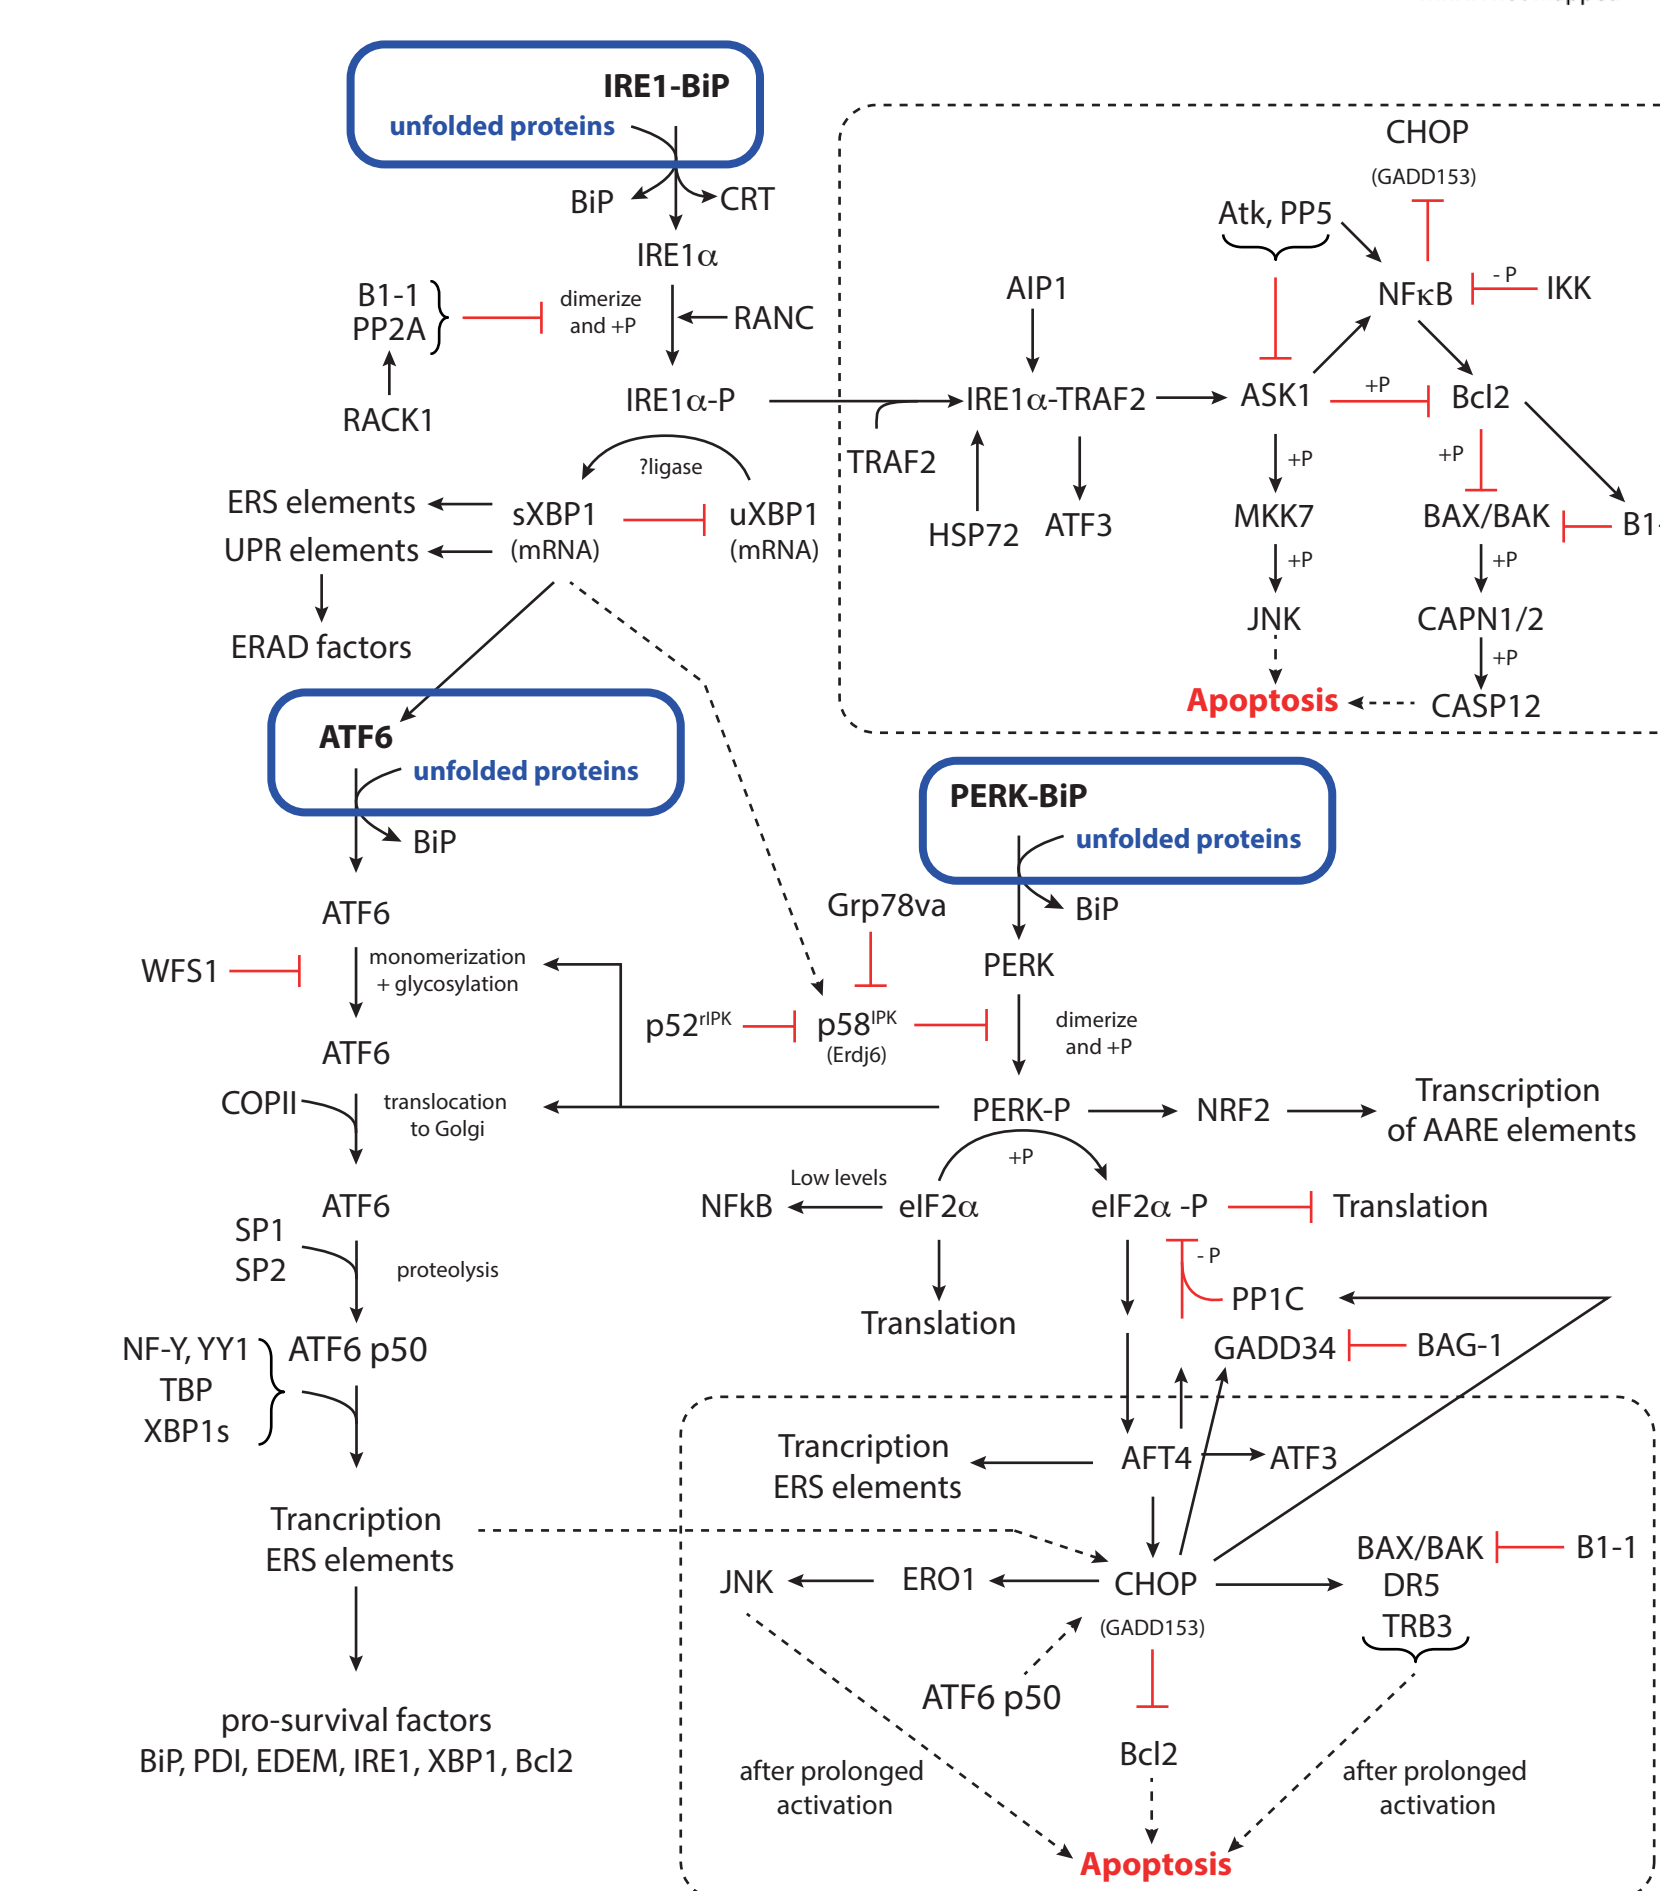 IRE1-BiP
unfolded proteins
BiP
CRT
IRE1α
B1-1
PP2A
dimerize
and +P
RANC
RACK1
IRE1α-P
?ligase
ERS elements
UPR elements
sXBP1
(mRNA)
uXBP1
(mRNA)
ERAD factors
CHOP
(GADD153)
Atk, PP5
AIP1
NFκB
- P
IKK
IRE1α-TRAF2
ASK1
+P
Bcl2
TRAF2
+P
+P
HSP72
ATF3
MKK7
BAX/BAK
+P
+P
JNK
CAPN1/2
+P
Apoptosis
CASP12
ATF6
unfolded proteins
BiP
ATF6
WFS1
monomerization
+ glycosylation
ATF6
COPII
translocation
to Golgi
ATF6
SP1
SP2
proteolysis
NF-Y, YY1
TBP
XBP1s
ATF6 p50
Trancription
ERS elements
pro-survival factors
BiP, PDI, EDEM, IRE1, XBP1, Bcl2
PERK-BiP
unfolded proteins
BiP
Grp78va
PERK
p52rIPK
p58IPK
(Erdj6)
dimerize
and +P
PERK-P
NRF2
Transcription
of AARE elements
+P
Low levels
NFkB
eIF2α
eIF2α -P
Translation
- P
Translation
PP1C
GADD34
BAG-1
Trancription
ERS elements
AFT4
ATF3
JNK
ERO1
CHOP
(GADD153)
BAX/BAK
DR5
TRB3
B1-1
ATF6 p50
Bcl2
after prolonged
activation
after prolonged
activation
Apoptosis